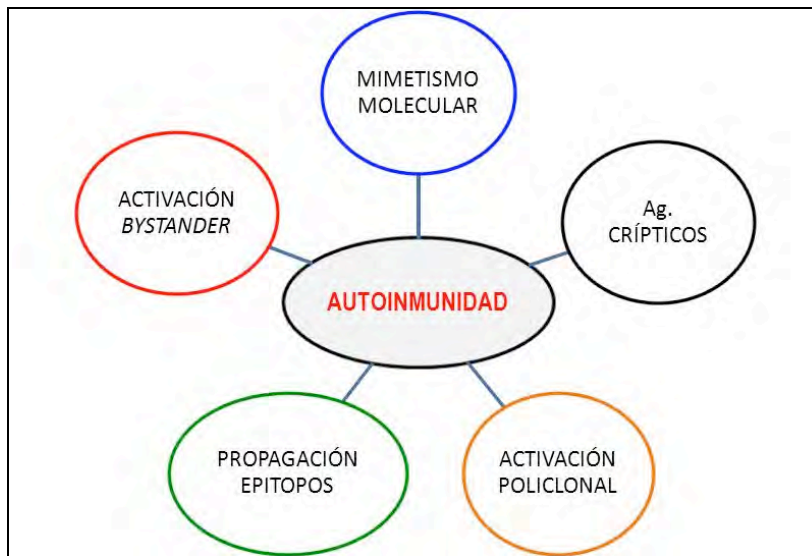 MIMETISMO
MOLECULAR
ACTIVACIÓN
BYSTANDER
Ag.
CRÍPTICOS
AUTOINMUNIDAD
PROPAGACIÓN
EPITOPOS
ACTIVACIÓN
POLICLONAL